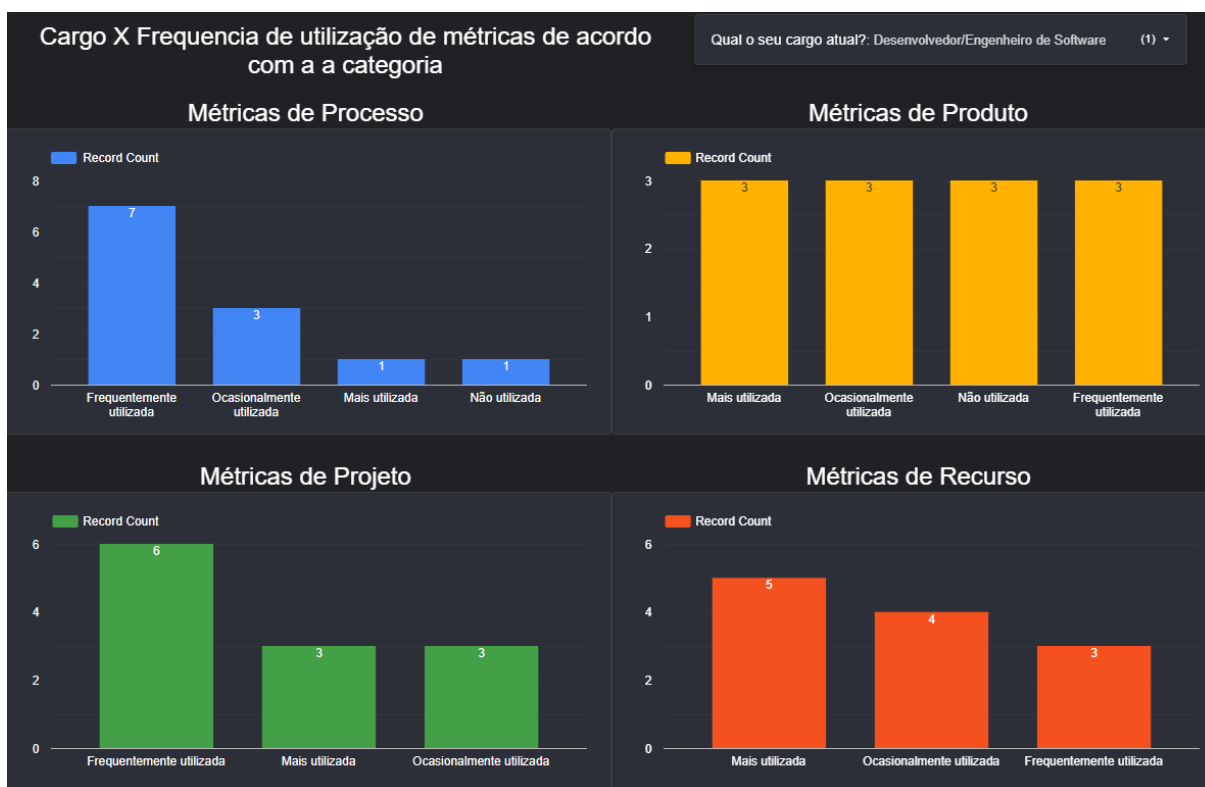 Cargo X Frequencia de utilização de métricas de acordo
com a a categoria
Qual o seu cargo atual?: Desenvolvedor/Engenheiro de Software (1)
Métricas de Processo
Record Count
8
6
4
2
0
7
3
1
1
Frequentemente
utilizada
Ocasionalmente
utilizada
Mais utilizada
Não utilizada
Métricas de Produto
Record Count
3
2
1
0
3
3
3
3
Mais utilizada
Ocasionalmente
utilizada
Não utilizada
Frequentemente
utilizada
Métricas de Projeto
Record Count
6
4
2
0
6
3
3
Frequentemente utilizada
Mais utilizada
Ocasionalmente utilizada
Métricas de Recurso
Record Count
6
4
2
0
5
4
3
Mais utilizada
Ocasionalmente utilizada
Frequentemente utilizada